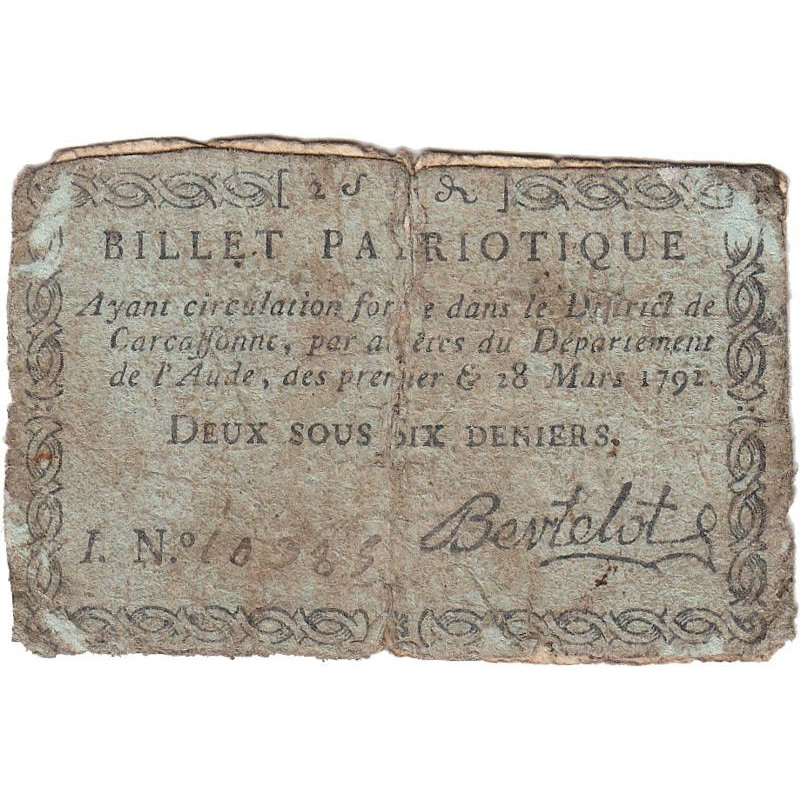 [ 2 S ]
BILLET PATRIOTIQUE
Ayant circulation forcée dans le District de
Carcassonne, par arrêtés du Département
de l'Aude, des premier & 28 Mars 1792.
DEUX SOUS SIX DENIERS.
I. N.º 10385 Bertelot